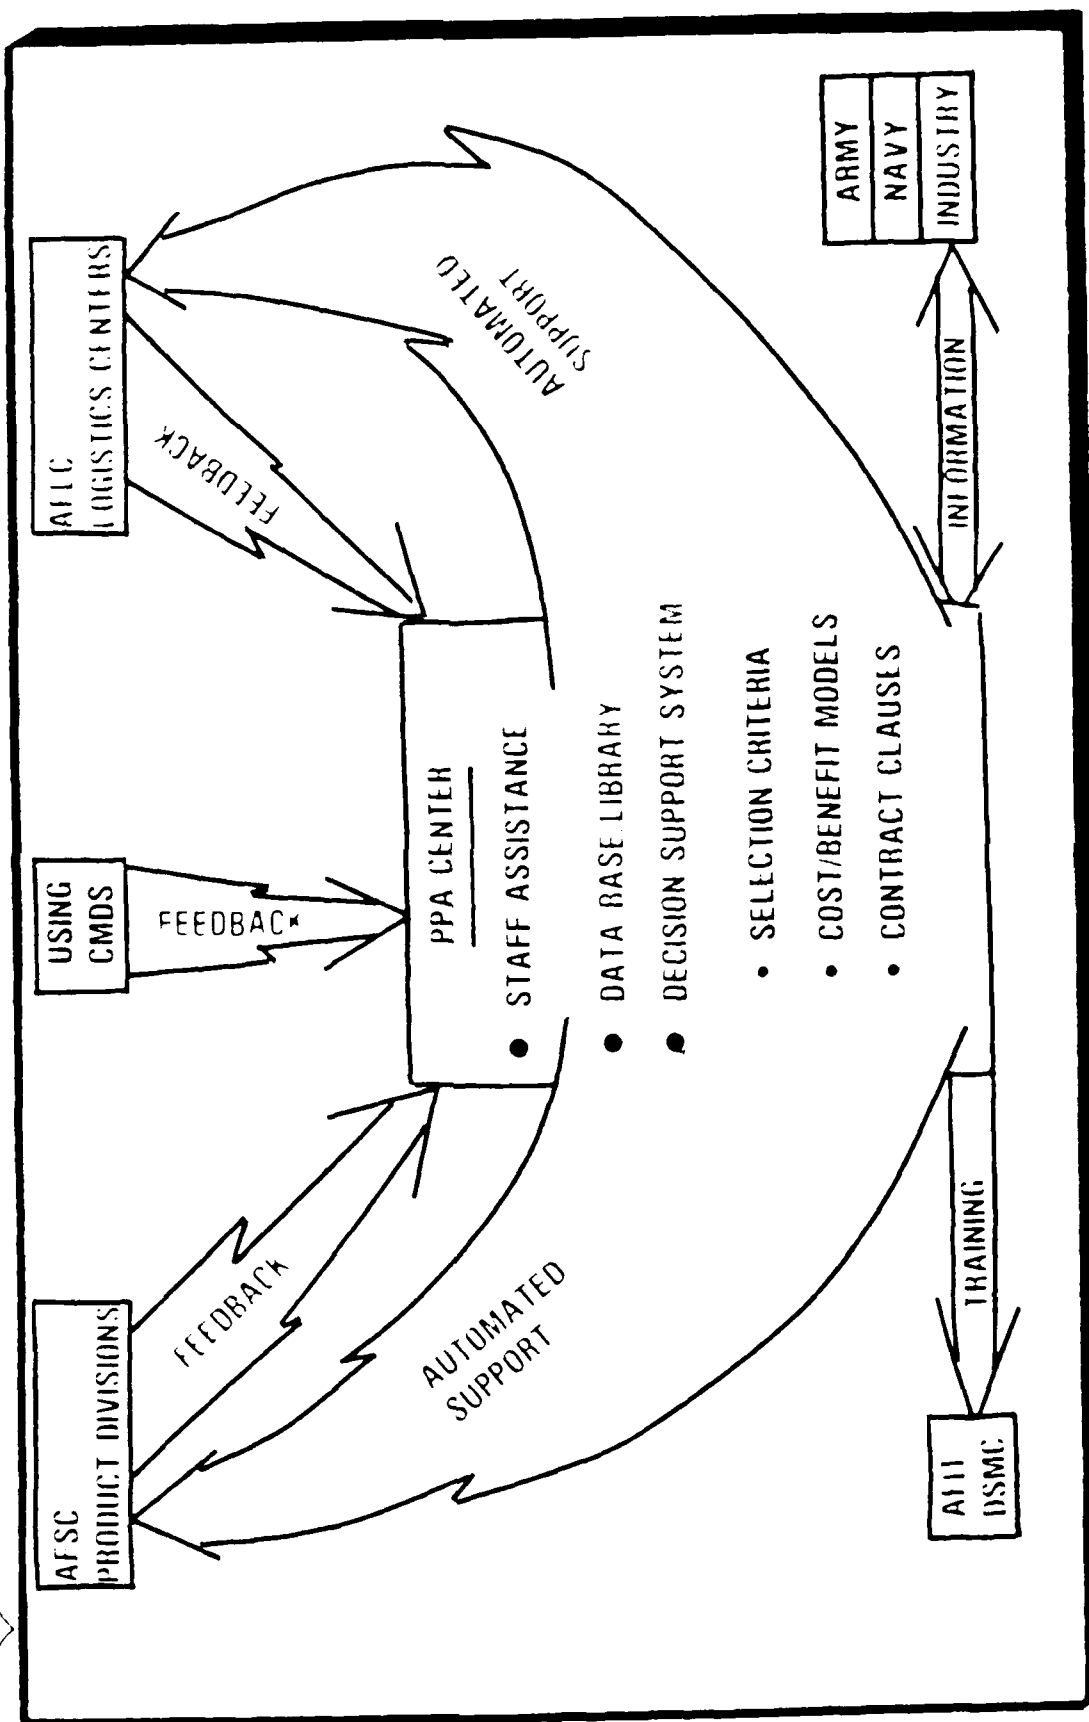 AFSC
PRODUCT DIVISIONS
USING
CMDS
AFLC
LOGISTICS CENTERS
FEEDBACK
FEEDBACK
FEEDBACK
AUTOMATED
SUPPORT
PPA CENTER
● STAFF ASSISTANCE
● DATA BASE LIBRARY
● DECISION SUPPORT SYSTEM
• SELECTION CRITERIA
• COST/BENEFIT MODELS
• CONTRACT CLAUSES
AUTOMATED
SUPPORT
DSMC
TRAINING
INFORMATION
ARMY
NAVY
INDUSTRY